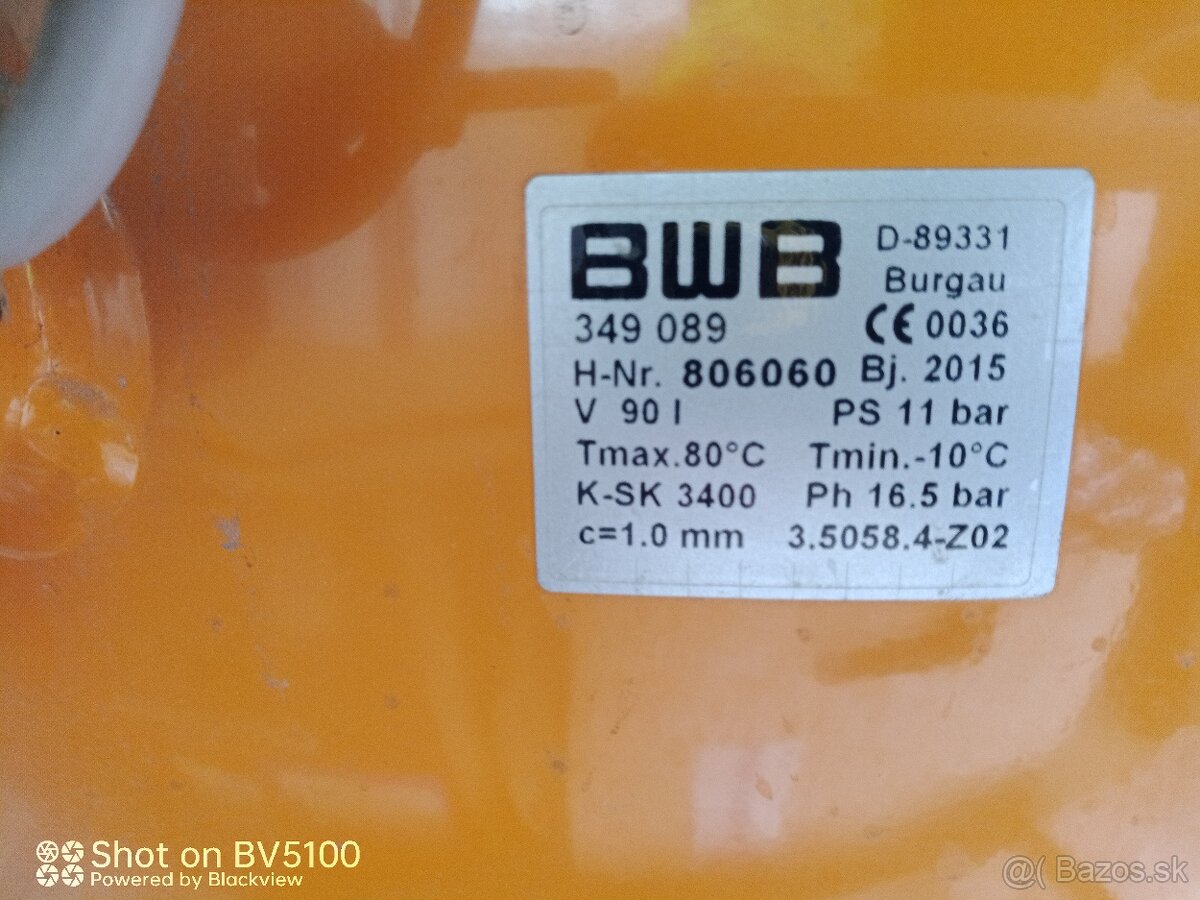 BWB D-89331
Burgau
349 089 CE 0036
H-Nr. 806060 Bj. 2015
V 90 l PS 11 bar
Tmax.80°C Tmin.-10°C
K-SK 3400 Ph 16.5 bar
c=1.0 mm 3.5058.4-Z02
Shot on BV5100
Powered by Blackview
@( Bazos.sk